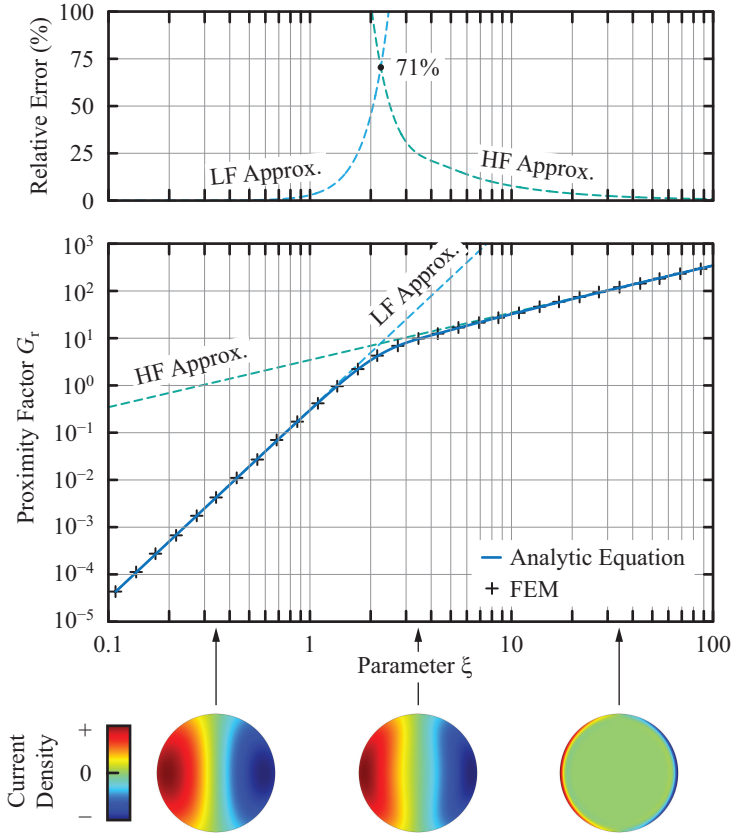 Relative Error (%)
100
75
50
25
0
71%
LF Approx.
HF Approx.
Proximity Factor G_r
10³
10²
10¹
10⁰
10⁻¹
10⁻²
10⁻³
10⁻⁴
10⁻⁵
HF Approx.
LF Approx.
Analytic Equation
FEM
0.1
1
10
100
Parameter ξ
Current
Density
+
0
−